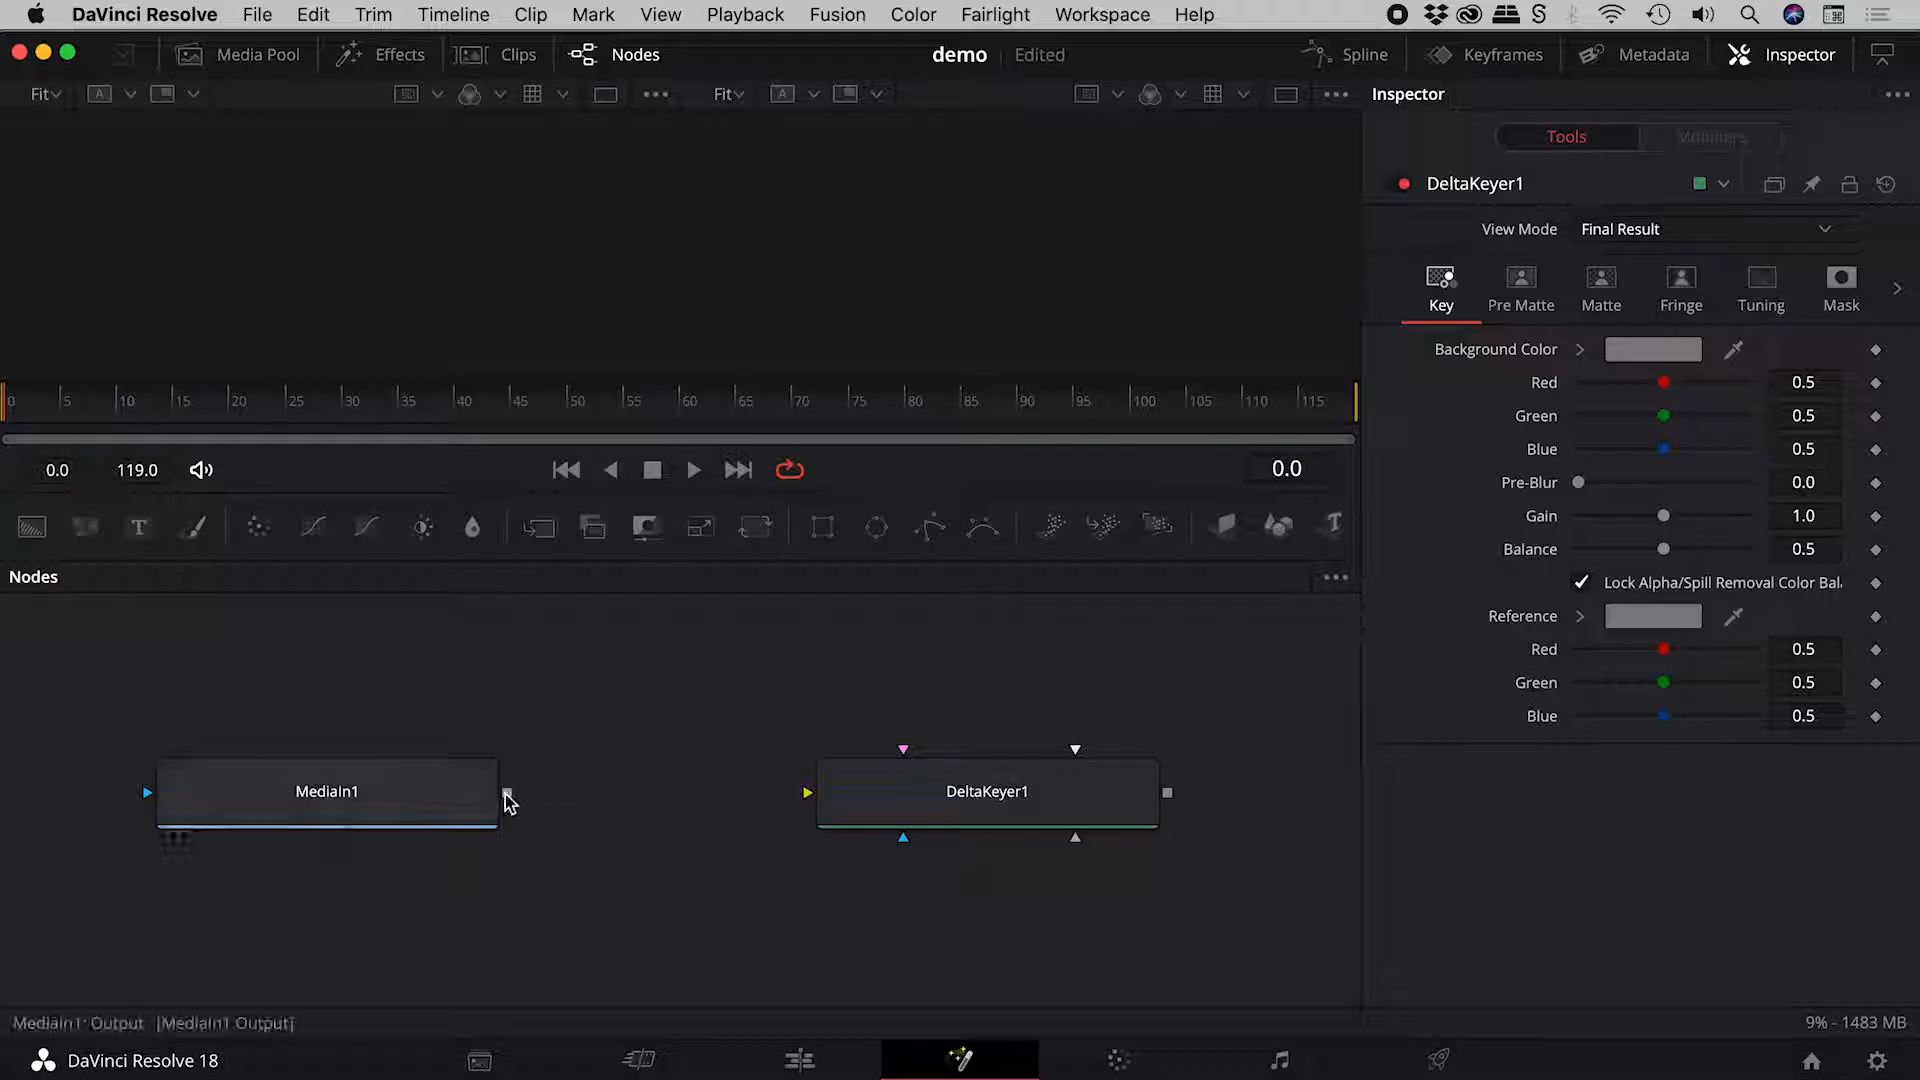 DaVinci Resolve File Edit Trim Timeline Clip Mark View Playback Fusion Color Fairlight Workspace Help
Media Pool Effects Clips Nodes demo Edited Spline Keyframes Metadata Inspector
Fit A Fit A Inspector
Tools
DeltaKeyer1
View Mode Final Result
Key Pre Matte Matte Fringe Tuning Mask
Background Color
Red 0.5
Green 0.5
Blue 0.5
Pre-Blur 0.0
Gain 1.0
Balance 0.5
Lock Alpha/Spill Removal Color Bal
Reference
Red 0.5
Green 0.5
Blue 0.5
0 5 10 15 20 25 30 35 40 45 50 55 60 65 70 75 80 85 90 95 100 105 110 115
0.0 119.0 0.0
T T
Nodes
MediaIn1 DeltaKeyer1
MediaIn1: Output [MediaIn1 Output]
9% - 1483 MB
DaVinci Resolve 18